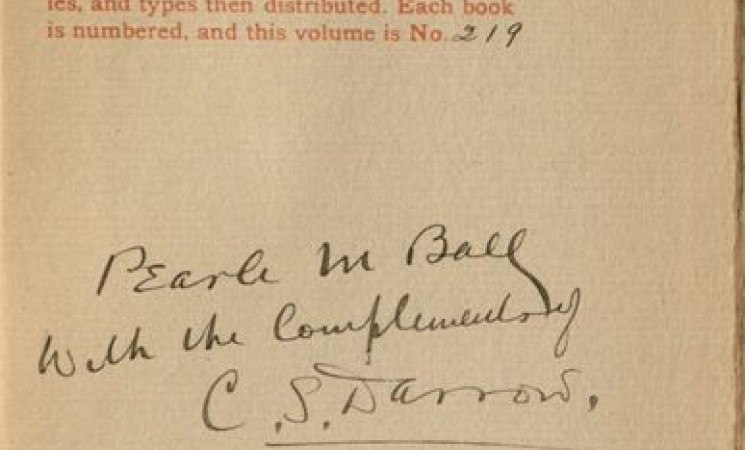 ies, and types then distributed. Each book
is numbered, and this volume is No. 219
Pearle M Ball
With the Complements of
C. S. Darrow.